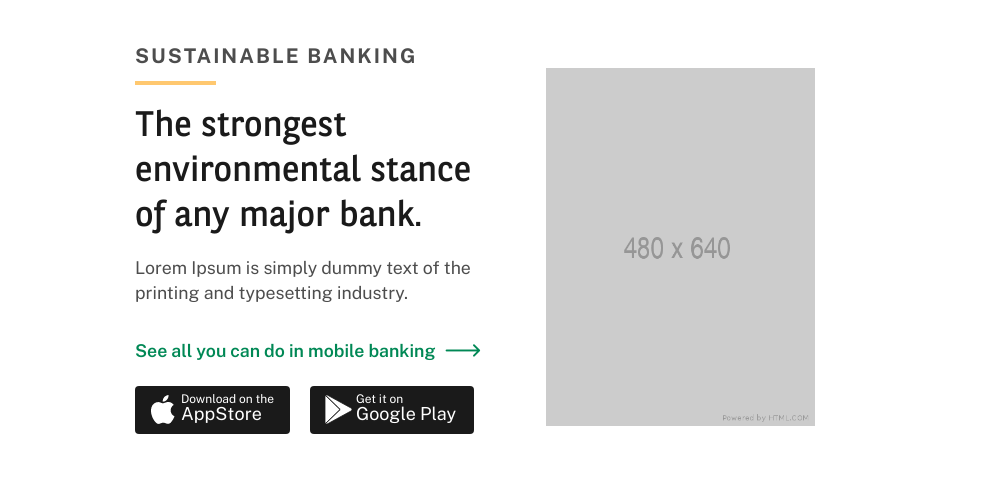 SUSTAINABLE BANKING
The strongest
environmental stance
of any major bank.
Lorem Ipsum is simply dummy text of the
printing and typesetting industry.
See all you can do in mobile banking
Download on the
AppStore
Get it on
Google Play
480 x 640
Powered by HTML.COM